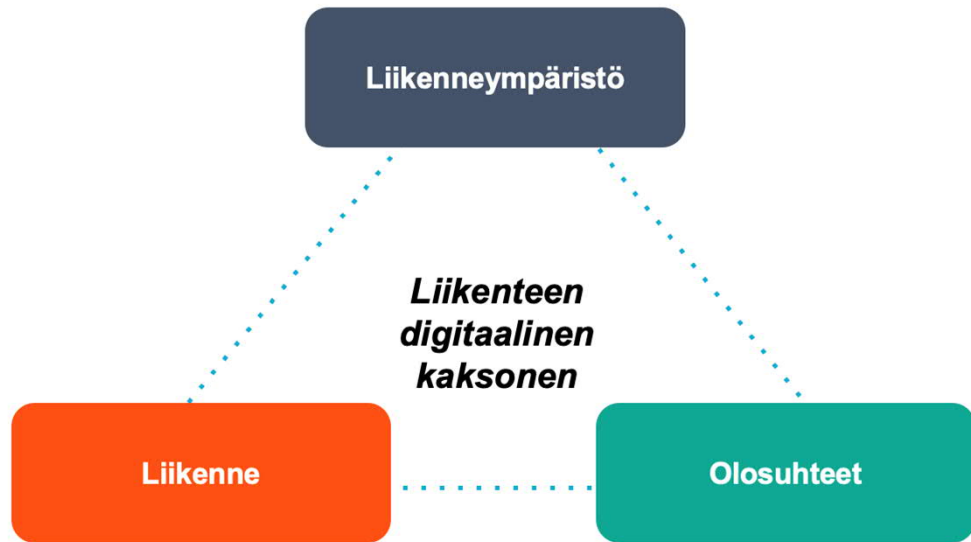 Liikenneympäristö
Liikenteen
digitaalinen
kaksonen
Liikenne
Olosuhteet